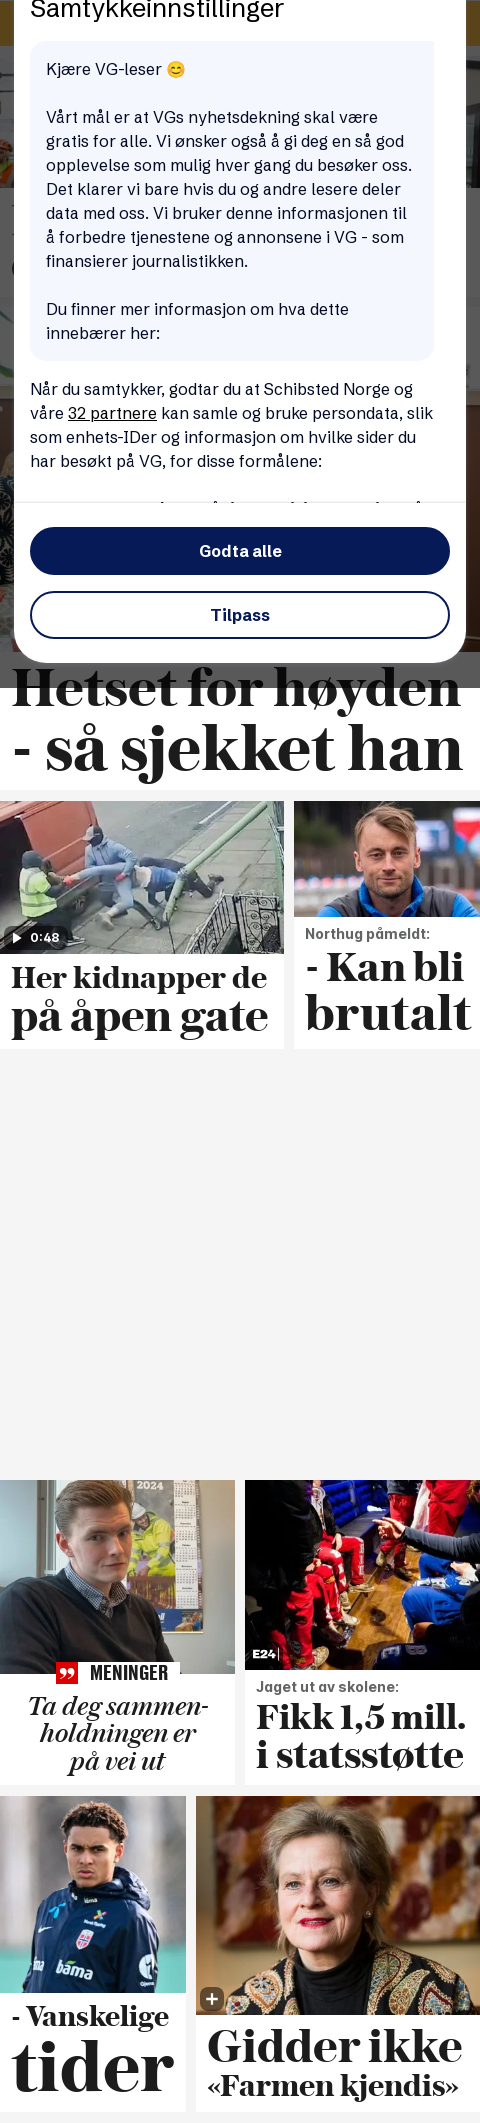 Samtykkeinnstillinger
Kjære VG-leser 😊
Vårt mål er at VGs nyhetsdekning skal være
gratis for alle. Vi ønsker også å gi deg en så god
opplevelse som mulig hver gang du besøker oss.
Det klarer vi bare hvis du og andre lesere deler
data med oss. Vi bruker denne informasjonen til
å forbedre tjenestene og annonsene i VG - som
finansierer journalistikken.
Du finner mer informasjon om hva dette
innebærer her:
Når du samtykker, godtar du at Schibsted Norge og
våre 32 partnere kan samle og bruke persondata, slik
som enhets-IDer og informasjon om hvilke sider du
har besøkt på VG, for disse formålene:
Godta alle
Tilpass
Hetset for høyden
- så sjekket han
0:48
Her kidnapper de
på åpen gate
Northug påmeldt:
- Kan bli
brutalt
2024
MENINGER
Ta deg sammen-
holdningen er
på vei ut
E24
Jaget ut av skolene:
Fikk 1,5 mill.
i statsstøtte
bama
- Vanskelige
tider
Gidder ikke
«Farmen kjendis»